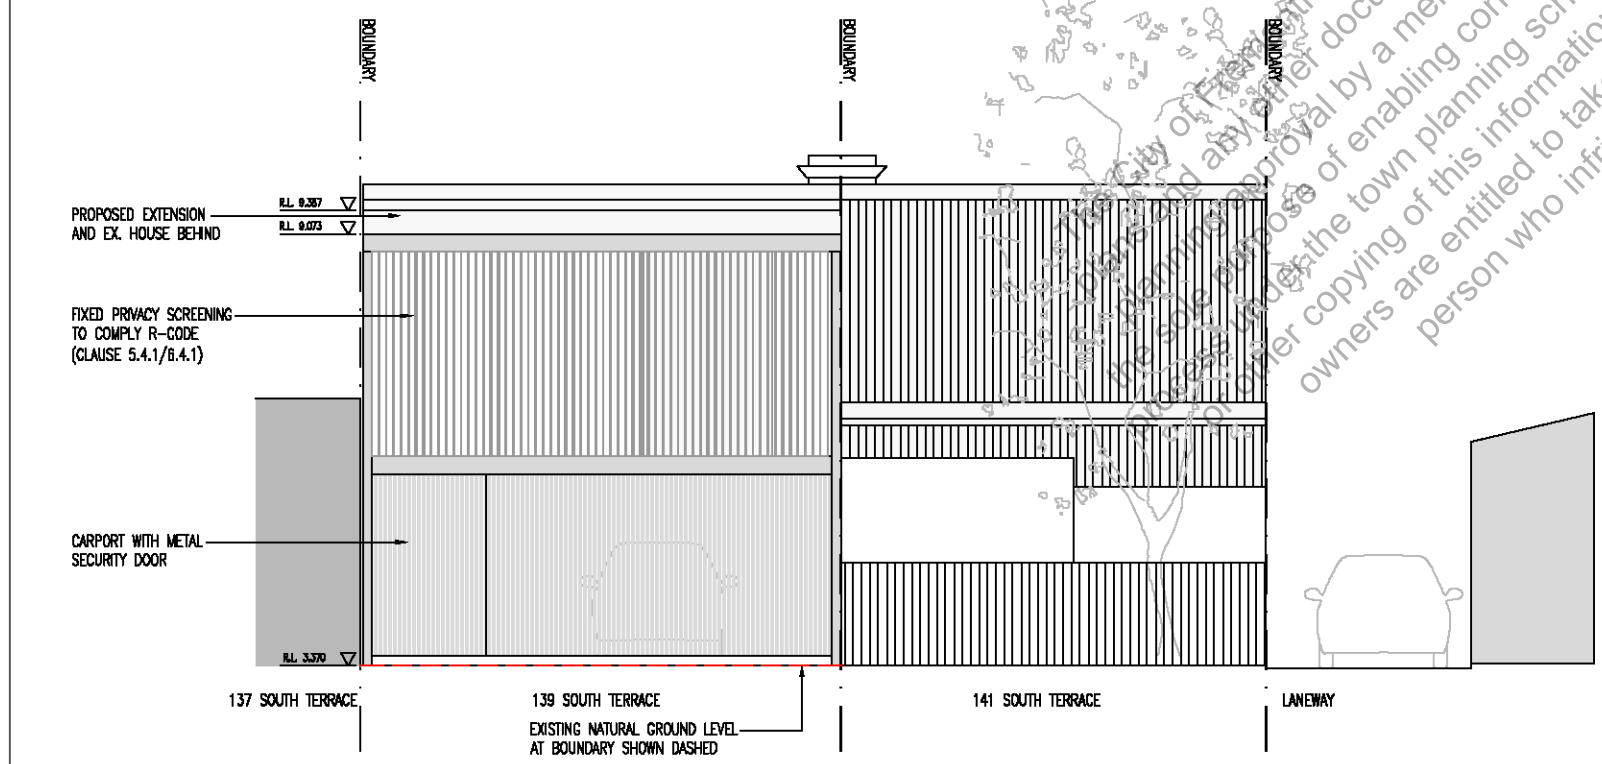 BOUNDARY
BOUNDARY
BOUNDARY
PROPOSED EXTENSION
AND EX. HOUSE BEHIND
R.L. 9.387
R.L. 9.073
FIXED PRIVACY SCREENING
TO COMPLY R-CODE
(CLAUSE 5.4.1/6.4.1)
CARPORT WITH METAL
SECURITY DOOR
R.L. 3.370
137 SOUTH TERRACE
139 SOUTH TERRACE
141 SOUTH TERRACE
LANEWAY
EXISTING NATURAL GROUND LEVEL
AT BOUNDARY SHOWN DASHED
The City of
plans and any other
planning approval by a
the sole purpose of enabling
process under the town planning
or other copying of this information
owners are entitled to
person who